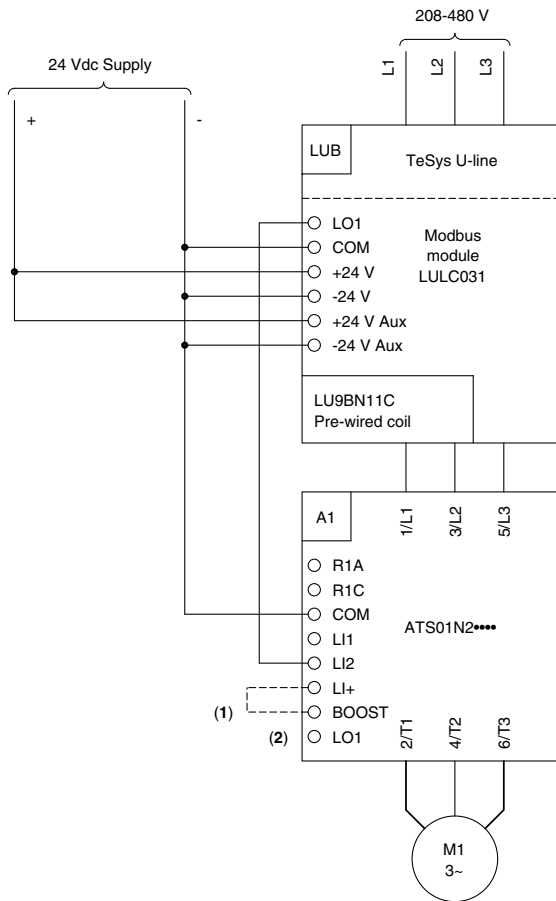 208-480 V
L1
L2
L3
24 Vdc Supply
+
-
LUB
TeSys U-line
LO1
COM
+24 V
-24 V
+24 V Aux
-24 V Aux
Modbus
module
LULC031
LU9BN11C
Pre-wired coil
A1
1/L1
3/L2
5/L3
R1A
R1C
COM
LI1
LI2
LI+
BOOST
LO1
ATS01N2••••
(1)
(2)
2/T1
4/T2
6/T3
M1
3~